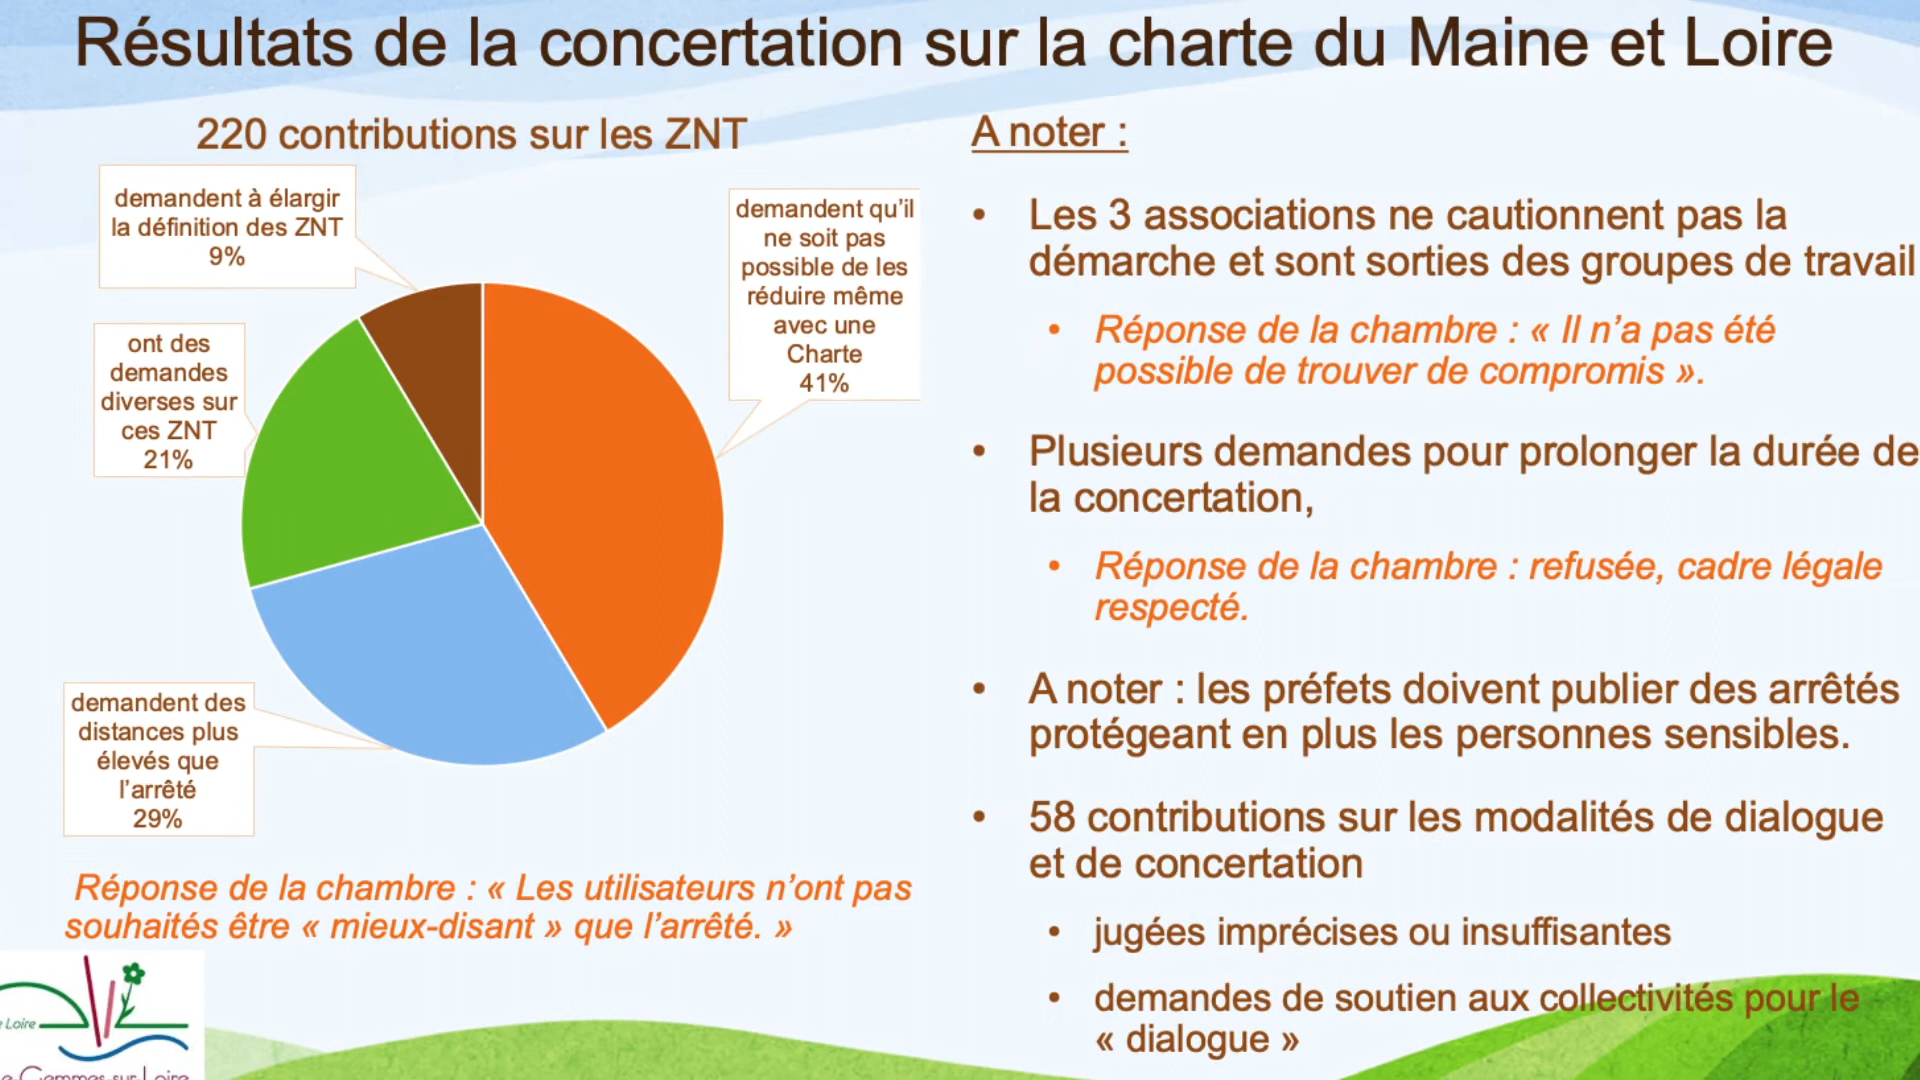 Résultats de la concertation sur la charte du Maine et Loire
220 contributions sur les ZNT
demandent à élargir
la définition des ZNT
9%
demandent qu'il
ne soit pas
possible de les
réduire même
avec une
Charte
41%
ont des
demandes
diverses sur
ces ZNT
21%
demandent des
distances plus
élevés que
l'arrêté
29%
Réponse de la chambre : « Les utilisateurs n'ont pas
souhaités être « mieux-disant » que l'arrêté. »
A noter :
• Les 3 associations ne cautionnent pas la
démarche et sont sorties des groupes de travail
• Réponse de la chambre : « Il n'a pas été
possible de trouver de compromis ».
• Plusieurs demandes pour prolonger la durée de
la concertation,
• Réponse de la chambre : refusée, cadre légale
respecté.
• A noter : les préfets doivent publier des arrêtés
protégeant en plus les personnes sensibles.
• 58 contributions sur les modalités de dialogue
et de concertation
• jugées imprécises ou insuffisantes
• demandes de soutien aux collectivités pour le
« dialogue »
Loire
e-Gemmes-sur-Loire